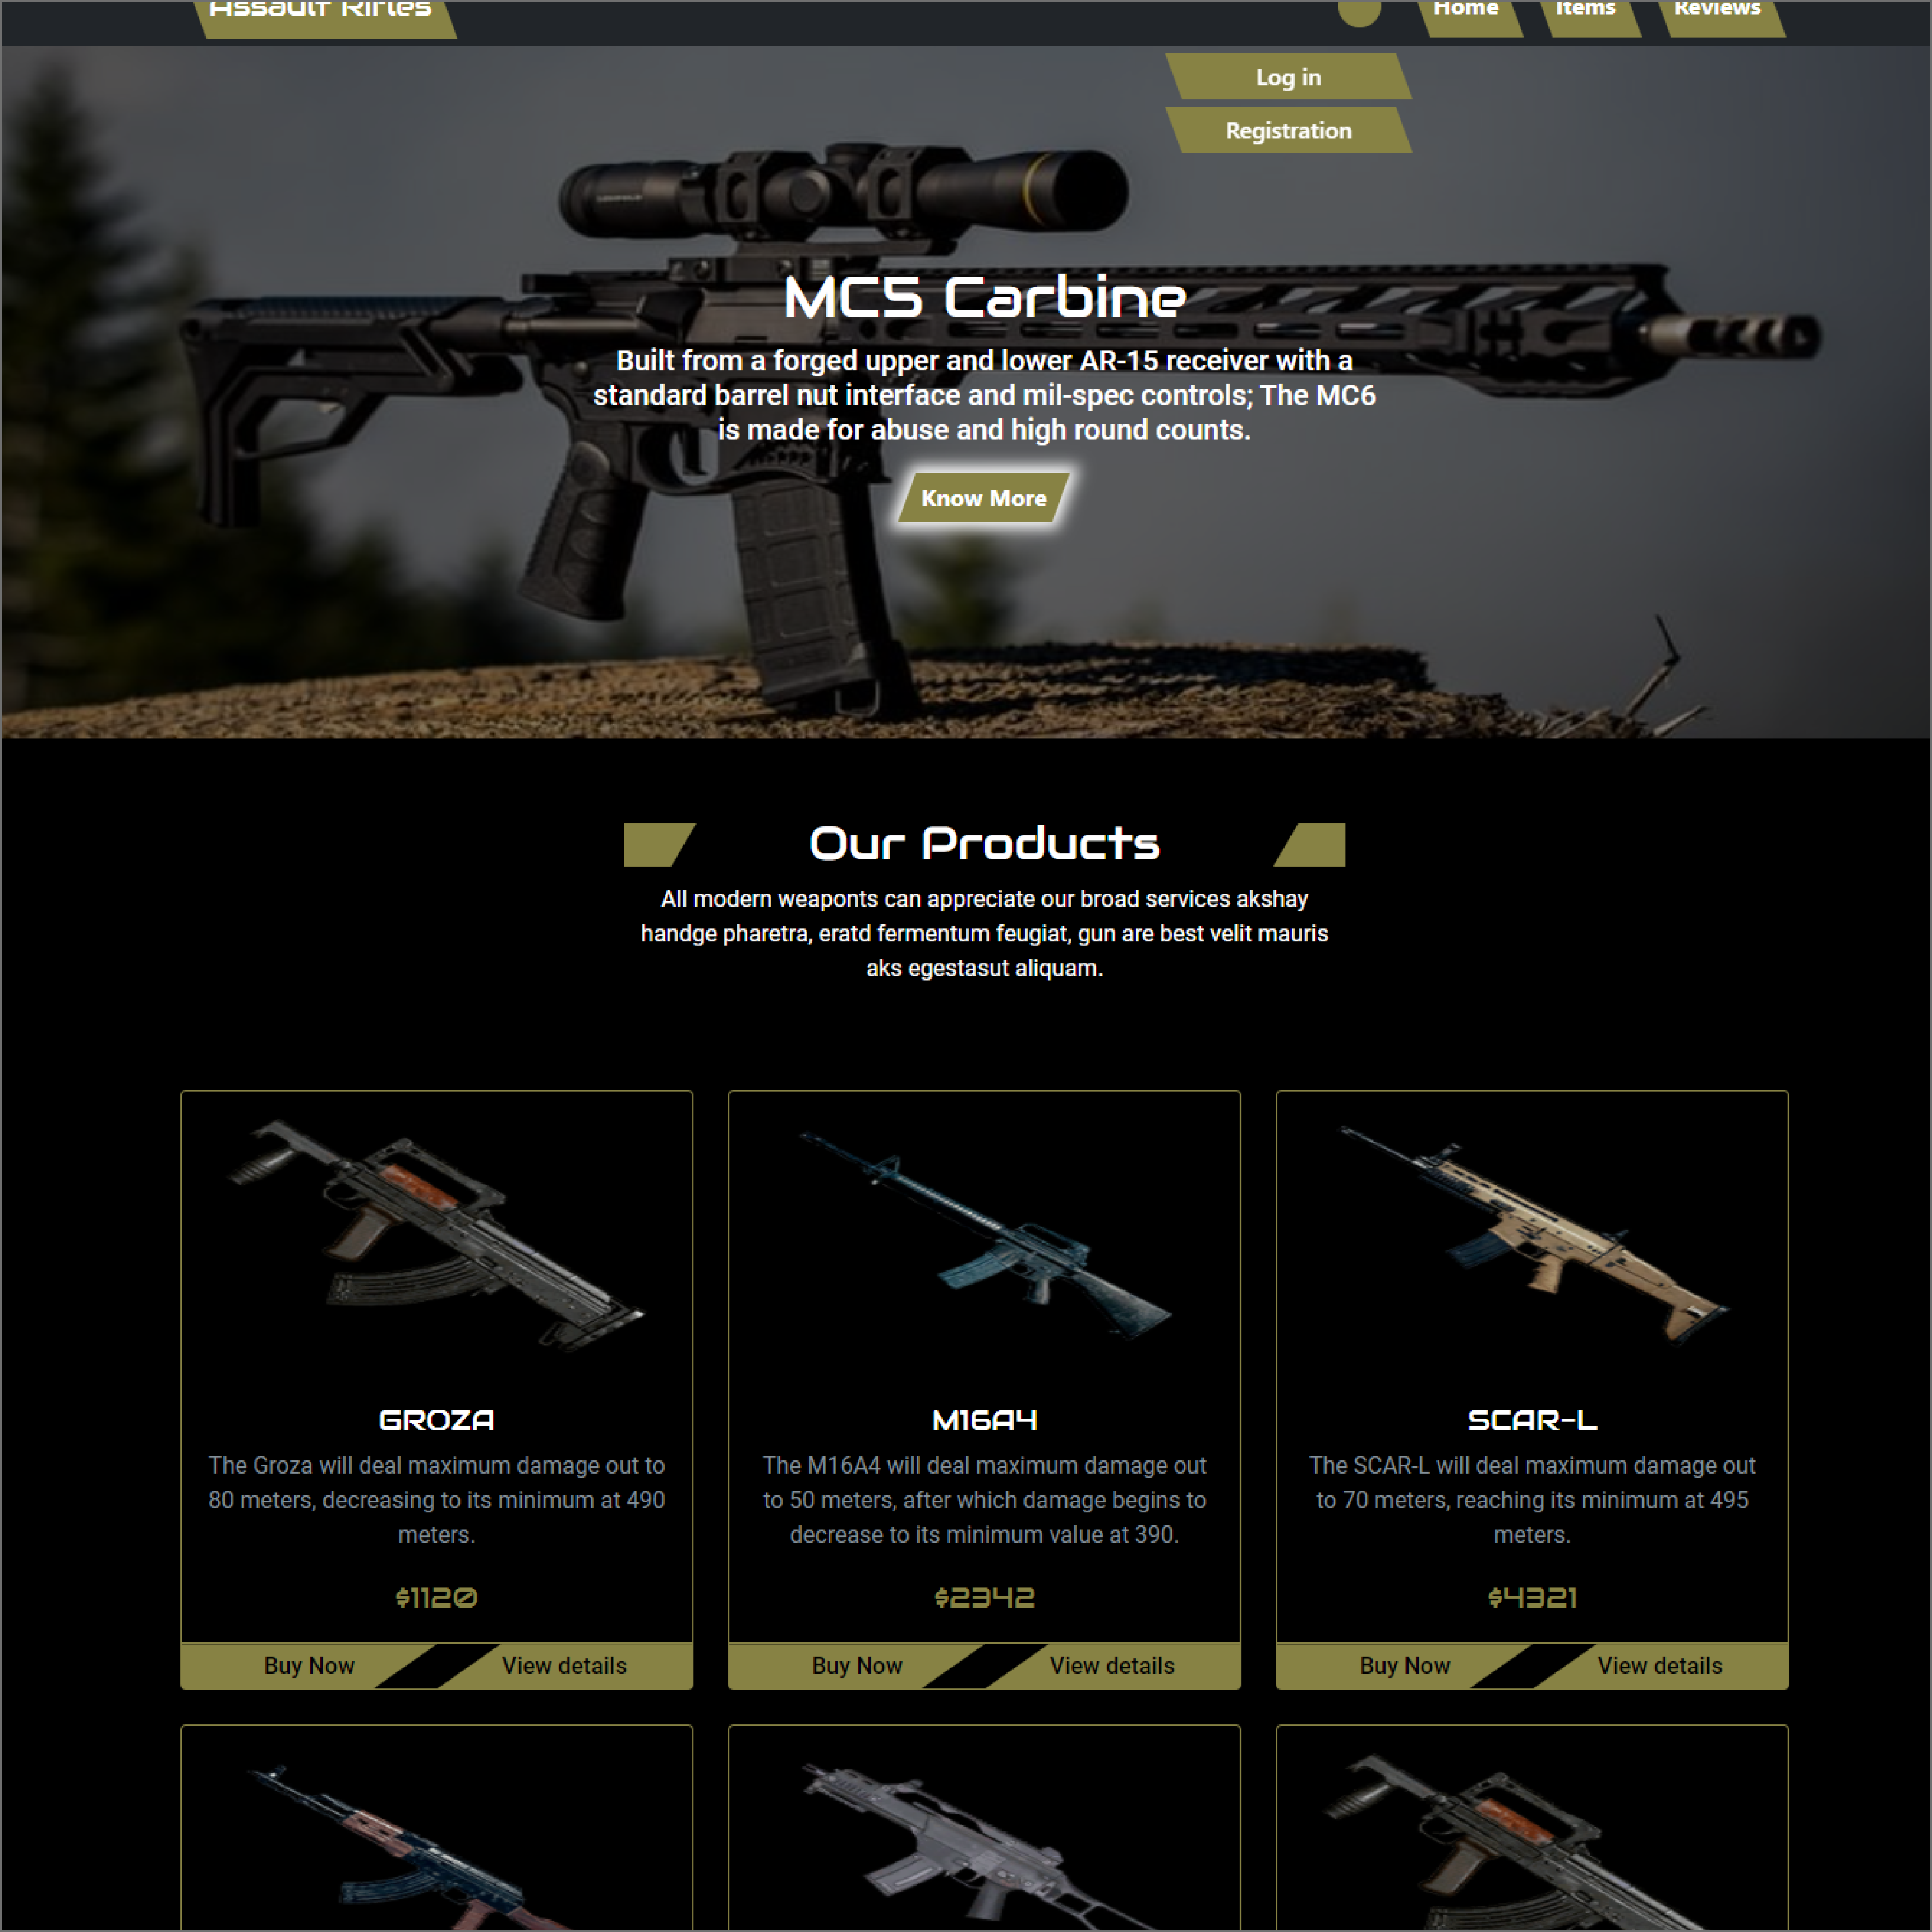 Assault Rifles
Home
Items
Reviews
Log in
Registration
MC5 Carbine
Built from a forged upper and lower AR-15 receiver with a
standard barrel nut interface and mil-spec controls; The MC6
is made for abuse and high round counts.
Know More
Our Products
All modern weaponts can appreciate our broad services akshay
handge pharetra, eratd fermentum feugiat, gun are best velit mauris
aks egestasut aliquam.
GROZA
The Groza will deal maximum damage out to
80 meters, decreasing to its minimum at 490
meters.
$1120
Buy Now
View details
M16A4
The M16A4 will deal maximum damage out
to 50 meters, after which damage begins to
decrease to its minimum value at 390.
$2342
Buy Now
View details
SCAR-L
The SCAR-L will deal maximum damage out
to 70 meters, reaching its minimum at 495
meters.
$4321
Buy Now
View details